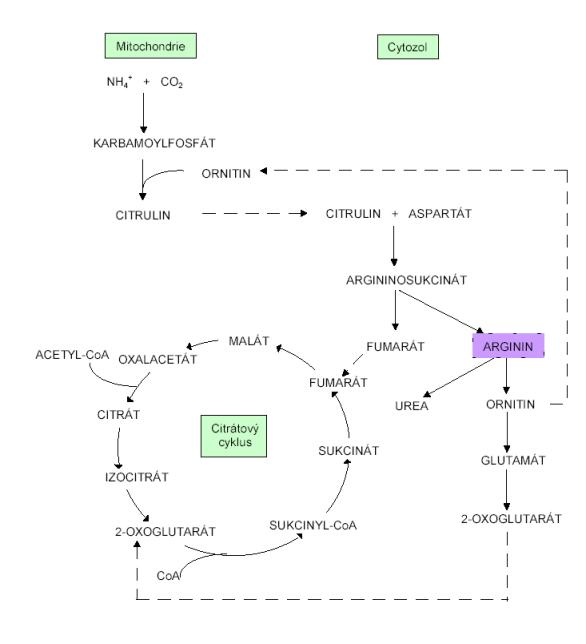 Mitochondrie
Cytozol
NH₄⁺ + CO₂
KARBAMOYLFOSFÁT
ORNITIN
CITRULIN
CITRULIN + ASPARTÁT
ARGININOSUKCINÁT
MALÁT
FUMARÁT
ARGININ
ACETYL-CoA
OXALACETÁT
FUMARÁT
CITRÁT
UREA
ORNITIN
Citrátový
cyklus
SUKCINÁT
GLUTAMÁT
IZOCITRÁT
2-OXOGLUTARÁT
SUKCINYL-CoA
2-OXOGLUTARÁT
CoA